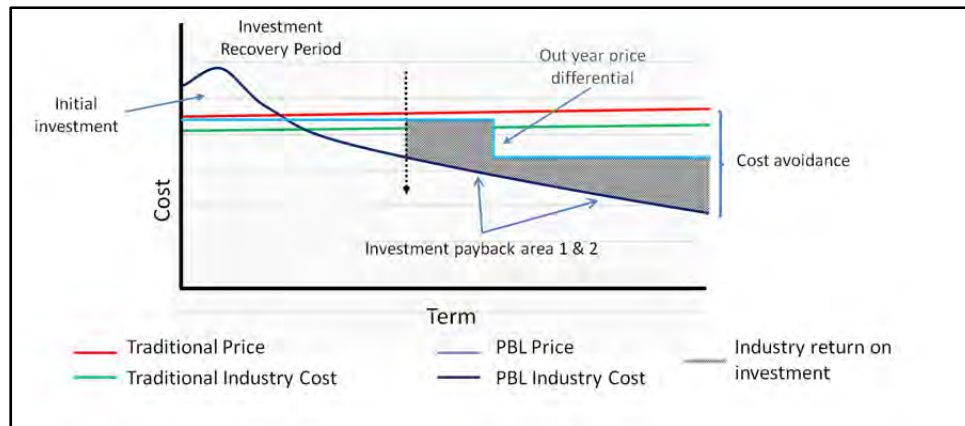 Investment
Recovery Period
Out year price
differential
Initial
investment
Cost avoidance
Cost
Investment payback area 1 & 2
Term
Traditional Price
PBL Price
Industry return on
investment
Traditional Industry Cost
PBL Industry Cost